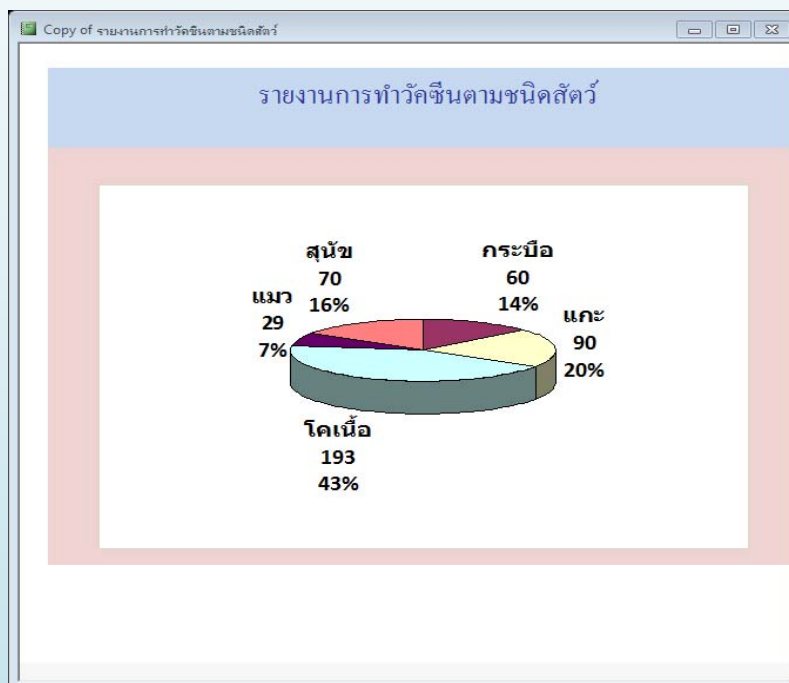 Copy of รายงานการทำวัคซีนตามชนิดสัตว์
รายงานการทำวัคซีนตามชนิดสัตว์
สุนัข
70
16%
กระบือ
60
14%
แมว
29
7%
แกะ
90
20%
โคเนื้อ
193
43%